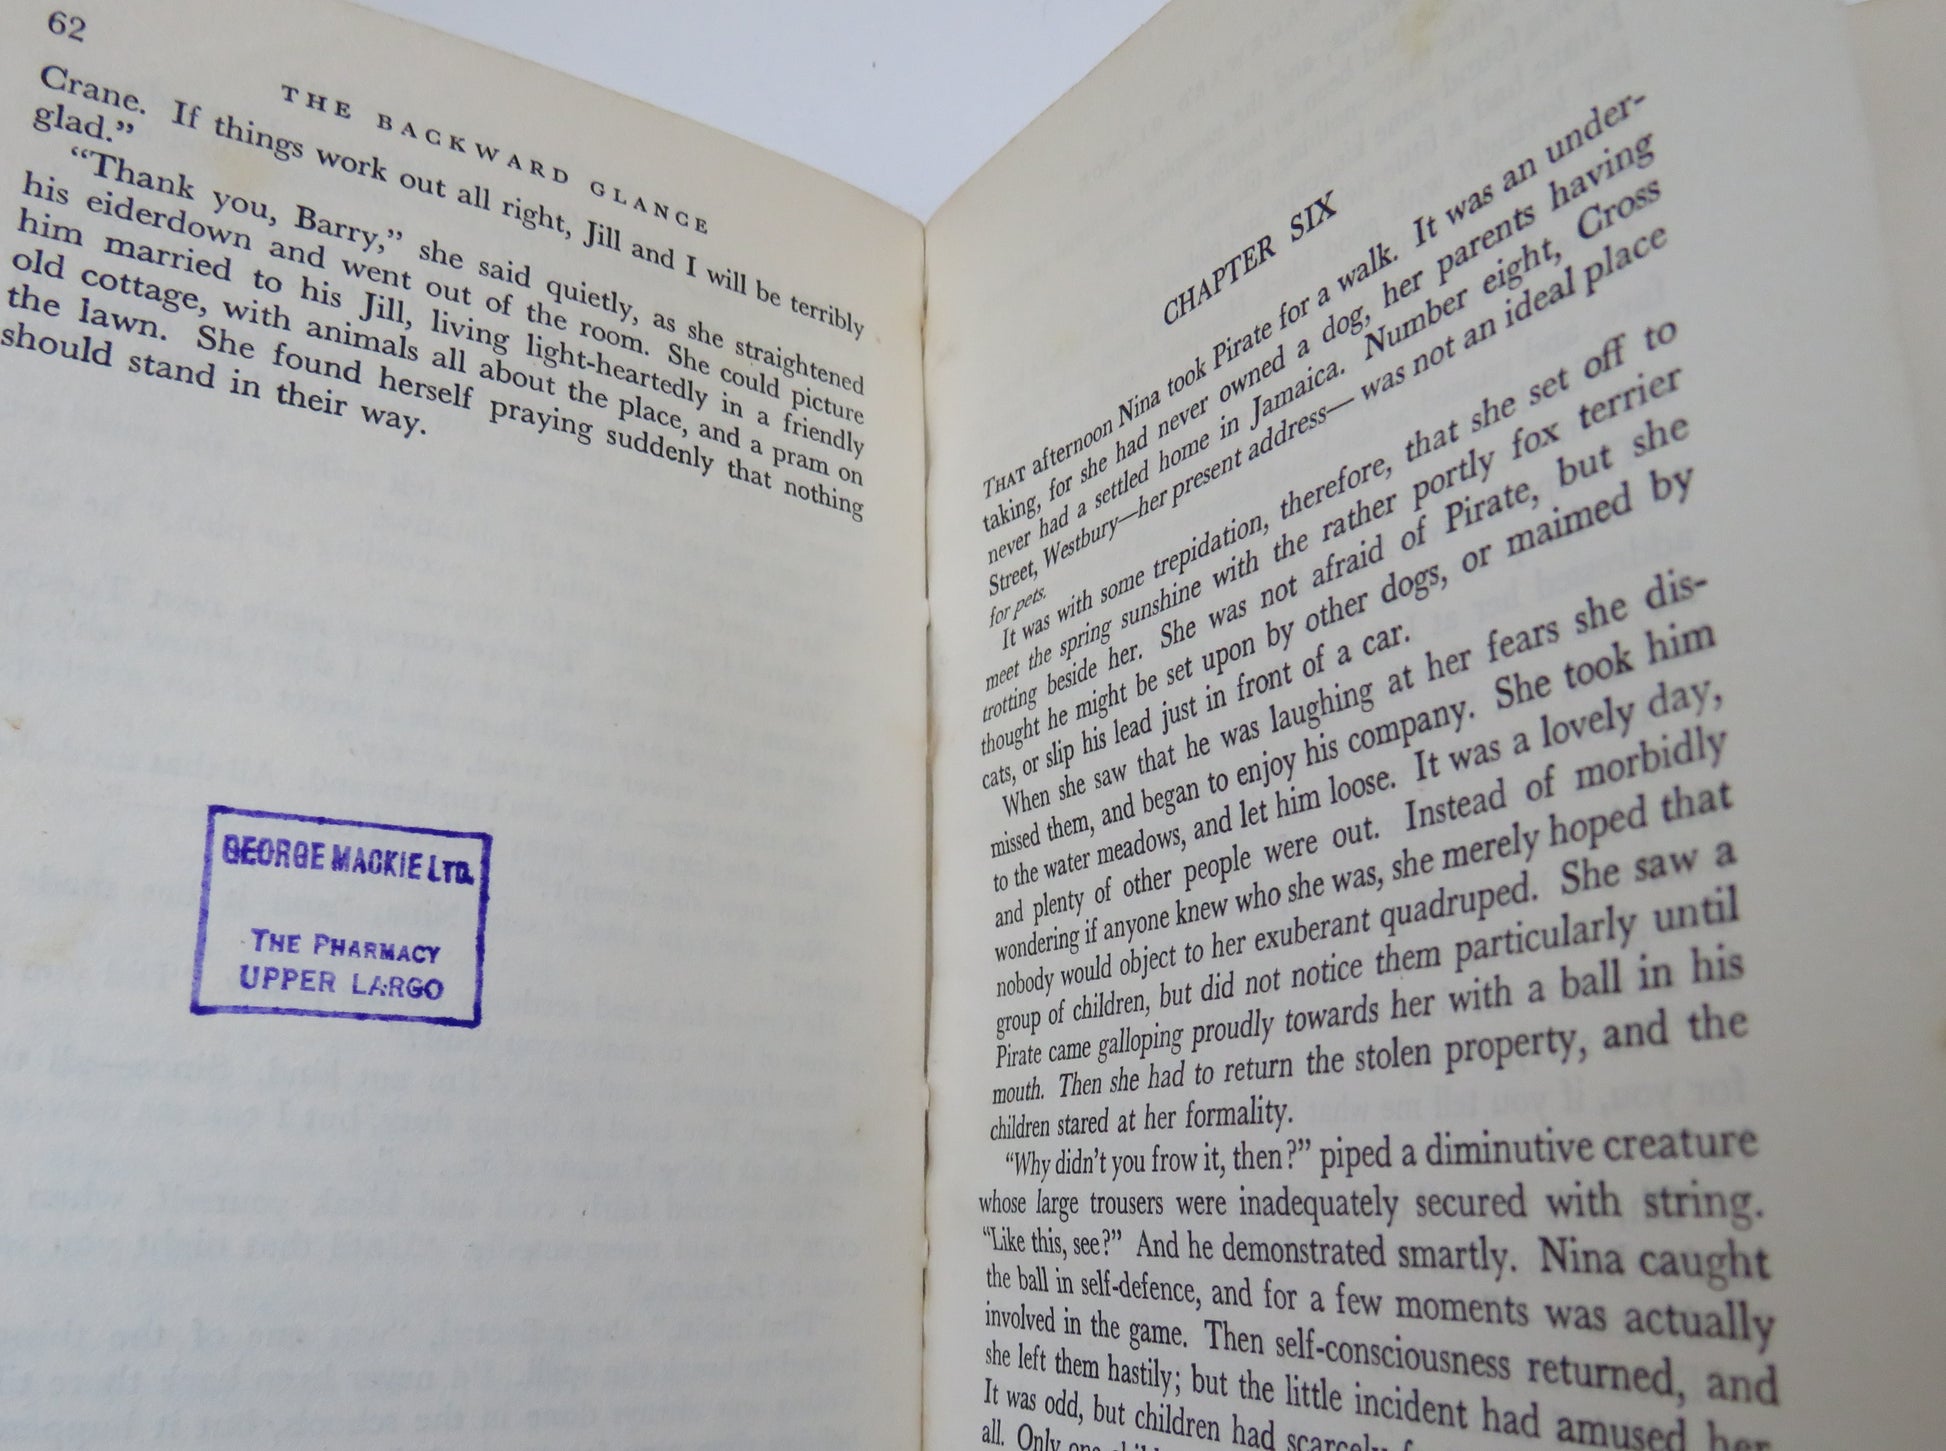 62
THE BACKWARD GLANCE
Crane. If things work out all right, Jill and I will be terribly
glad.”
“Thank you, Barry,” she said quietly, as she straightened
his eiderdown and went out of the room. She could picture
him married to his Jill, living light-heartedly in a friendly
old cottage, with animals all about the place, and a pram on
the lawn. She found herself praying suddenly that nothing
should stand in their way.
GEORGE MACKIE LTD.
THE PHARMACY
UPPER LARGO
CHAPTER SIX
THAT afternoon Nina took Pirate for a walk. It was an under-
taking, for she had never owned a dog, her parents having
never had a settled home in Jamaica. Number eight, Cross
Street, Westbury—her present address— was not an ideal place
for pets.
It was with some trepidation, therefore, that she set off to
meet the spring sunshine with the rather portly fox terrier
trotting beside her. She was not afraid of Pirate, but she
thought he might be set upon by other dogs, or maimed by
cats, or slip his lead just in front of a car.
When she saw that he was laughing at her fears she dis-
missed them, and began to enjoy his company. She took him
to the water meadows, and let him loose. It was a lovely day,
and plenty of other people were out. Instead of morbidly
wondering if anyone knew who she was, she merely hoped that
nobody would object to her exuberant quadruped. She saw a
group of children, but did not notice them particularly until
Pirate came galloping proudly towards her with a ball in his
mouth. Then she had to return the stolen property, and the
children stared at her formality.
“Why didn’t you frow it, then?” piped a diminutive creature
whose large trousers were inadequately secured with string.
“Like this, see?” And he demonstrated smartly. Nina caught
the ball in self-defence, and for a few moments was actually
involved in the game. Then self-consciousness returned, and
she left them hastily; but the little incident had amused her
It was odd, but children had scarcely
all. Only one